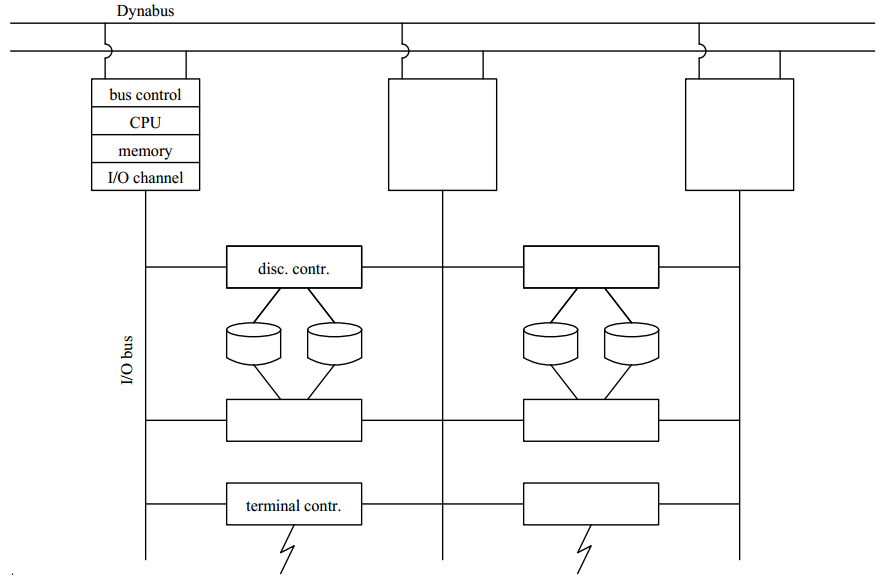 Dynabus
bus control
CPU
memory
I/O channel
disc. contr.
I/O bus
terminal contr.